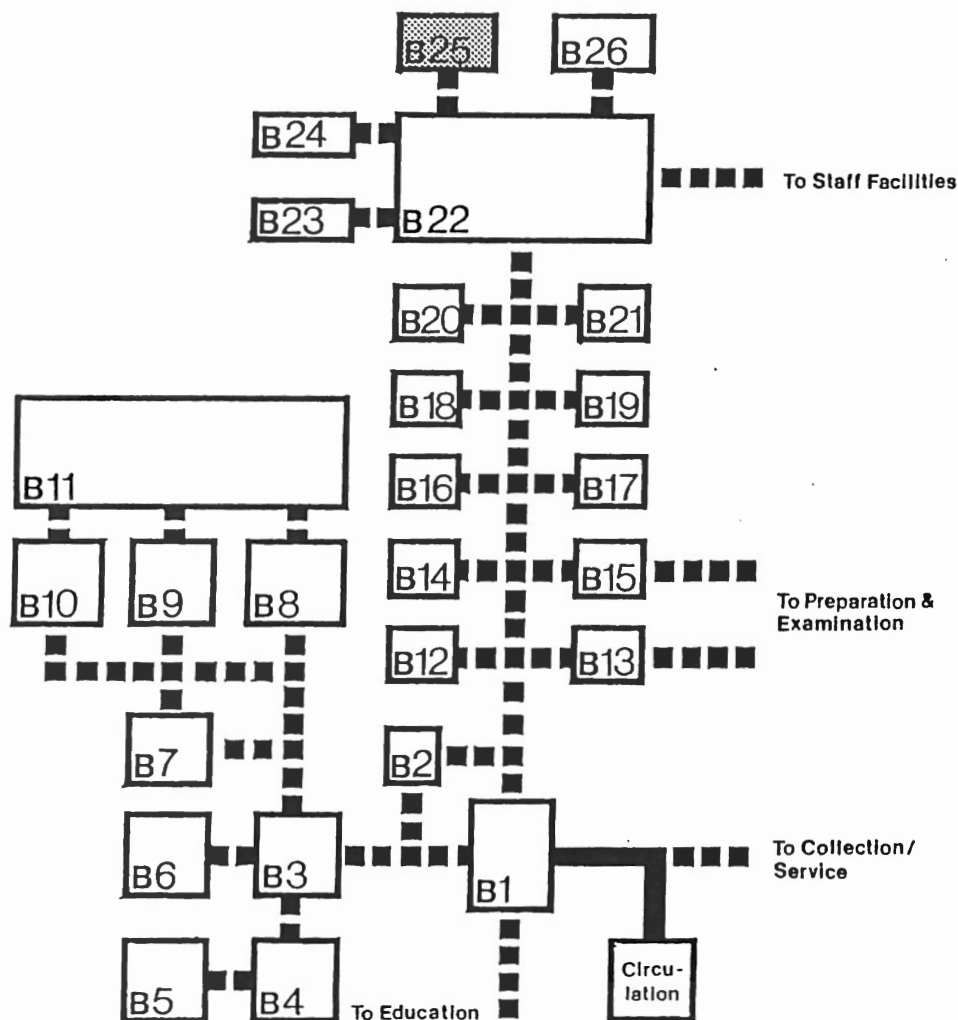 B25
B26
B24
To Staff Facilities
B23
B22
B20
B21
B18
B19
B16
B17
B11
B14
B15
B10
B9
B8
To Preparation &
Examination
B12
B13
B7
B2
B6
B3
B1
To Collection/
Service
B5
B4
To Education
Circu-
lation